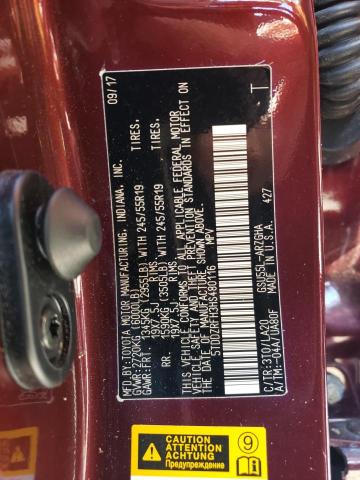 MFD. BY:TOYOTA MOTOR MANUFACTURING, INDIANA, INC. 09/17
GVWR:2720KG (6000LB)
GAWR:FRT. 1345KG (2965LB) WITH 245/55R19 TIRES,
19X7.5J RIMS
RR. 1590KG (3505LB) WITH 245/55R19 TIRES,
19X7.5J RIMS
THIS VEHICLE CONFORMS TO ALL APPLICABLE FEDERAL MOTOR
VEHICLE SAFETY, AND THEFT PREVENTION STANDARDS IN EFFECT ON
THE DATE OF MANUFACTURE SHOWN ABOVE.
MPV
T
C/TR:3T0/LA20 GSU55L-ARZGHA
A/TM:-04A/UA80F MADE IN U.S.A. 427
CAUTION
ACHTUNG
ATTENTION
Предупреждение
9